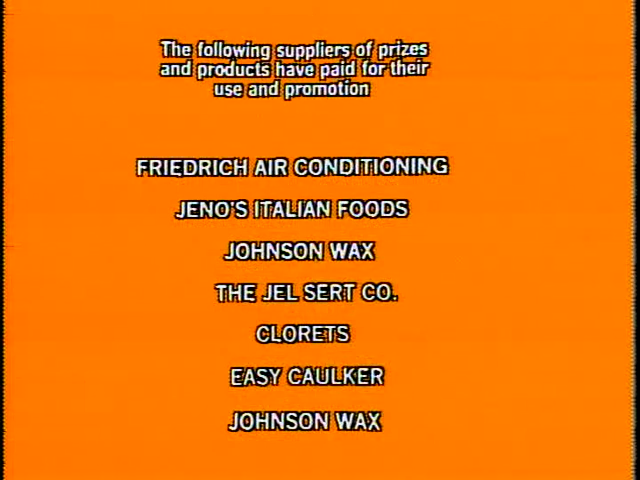 The following suppliers of prizes
and products have paid for their
use and promotion
FRIEDRICH AIR CONDITIONING
JENO'S ITALIAN FOODS
JOHNSON WAX
THE JEL SERT CO.
CLORETS
EASY CAULKER
JOHNSON WAX